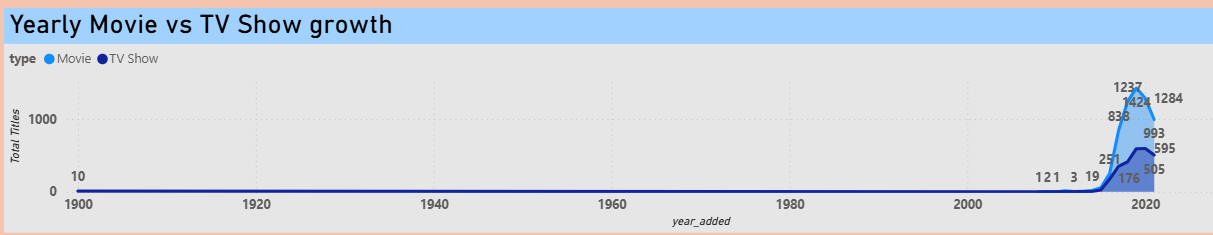 Yearly Movie vs TV Show growth
type Movie TV Show
Total Titles
1000
0
10
1 2 1 3 19
251
176
838
1237
1424
1284
993
595
505
1900 1920 1940 1960 1980 2000 2020
year_added